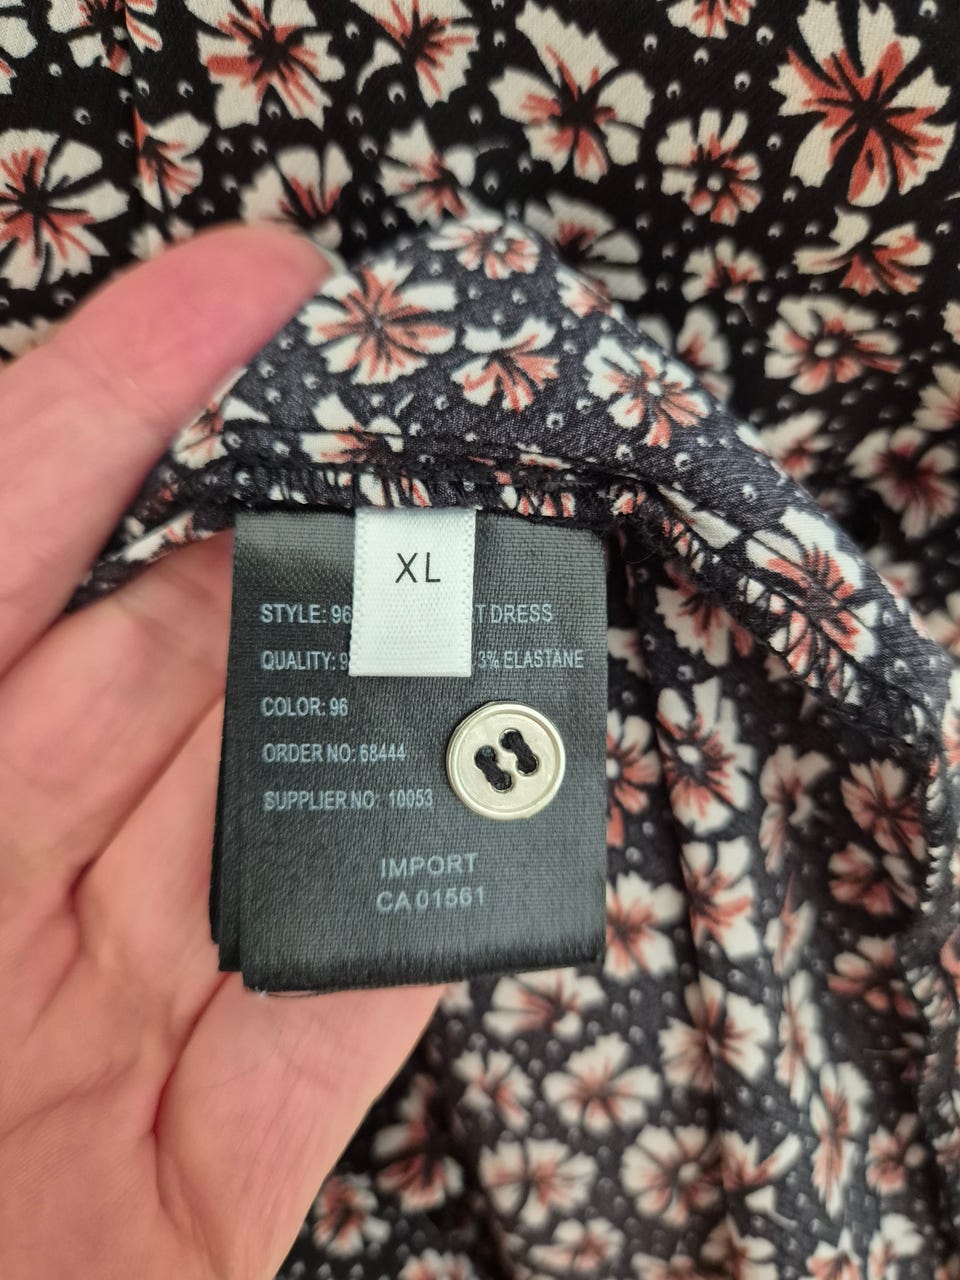 XL
STYLE: 96 T DRESS
QUALITY: 9 3% ELASTANE
COLOR: 96
ORDER NO: 68444
SUPPLIER NO: 10053
IMPORT
CA 01561